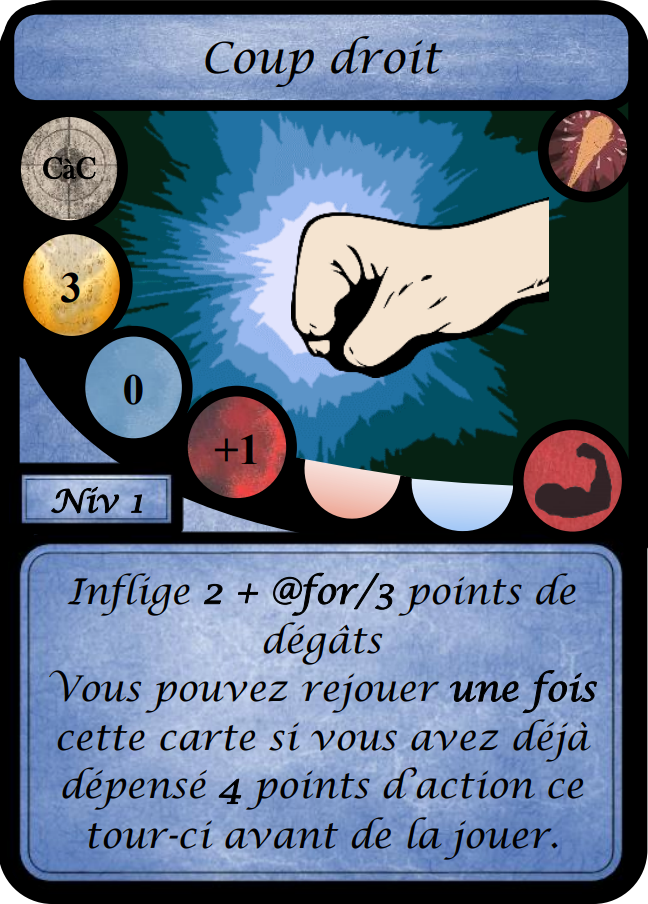 Coup droit
CàC
3
0
+1
Niv 1
Inflige 2 + @for/3 points de
dégâts
Vous pouvez rejouer une fois
cette carte si vous avez déjà
dépensé 4 points d'action ce
tour-ci avant de la jouer.